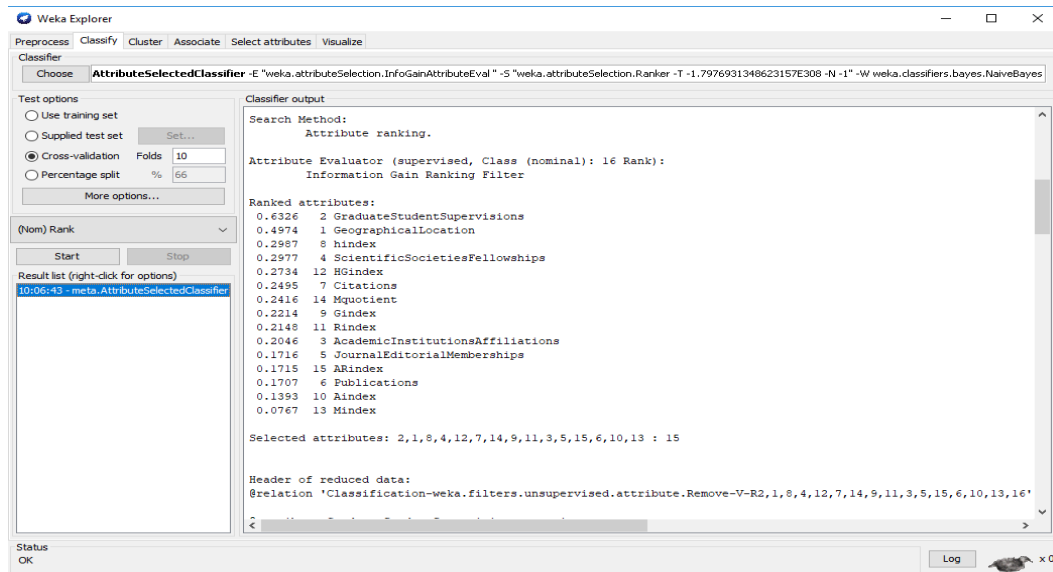 Weka Explorer
Preprocess Classify Cluster Associate Select attributes Visualize
Classifier
Choose AttributeSelectedClassifier -E "weka.attributeSelection.InfoGainAttributeEval " -S "weka.attributeSelection.Ranker -T -1.7976931348623157E308 -N -1" -W weka.classifiers.bayes.NaiveBayes
Test options
Use training set
Supplied test set Set...
Cross-validation Folds 10
Percentage split % 66
More options...
(Nom) Rank
Start Stop
Result list (right-click for options)
10:06:43 - meta.AttributeSelectedClassifier
Classifier output
Search Method:
Attribute ranking.
Attribute Evaluator (supervised, Class (nominal): 16 Rank):
Information Gain Ranking Filter
Ranked attributes:
0.6326 2 GraduateStudentSupervisions
0.4974 1 GeographicalLocation
0.2987 8 hindex
0.2977 4 ScientificSocietiesFellowships
0.2734 12 HGindex
0.2495 7 Citations
0.2416 14 Mquotient
0.2214 9 Gindex
0.2148 11 Rindex
0.2046 3 AcademicInstitutionsAffiliations
0.1716 5 JournalEditorialMemberships
0.1715 15 ARindex
0.1707 6 Publications
0.1393 10 Aindex
0.0767 13 Mindex
Selected attributes: 2,1,8,4,12,7,14,9,11,3,5,15,6,10,13 : 15
Header of reduced data:
@relation 'Classification-weka.filters.unsupervised.attribute.Remove-V-R2,1,8,4,12,7,14,9,11,3,5,15,6,10,13,16'
Status
OK
Log x 0